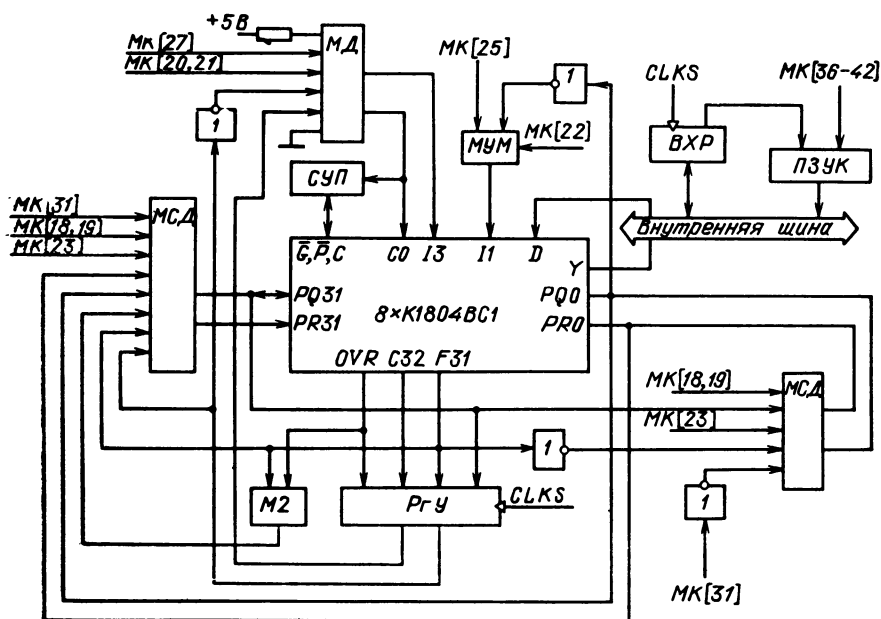 +5В
МК[27]
МК[20,21]
МД
1
МК[25]
1
МУМ
МК[22]
CLKS
МК[36-42]
ВХР
ПЗУК
Внутренняя шина
СУП
МК[31]
МК[18,19]
МК[23]
МСД
G̅,P̅,C C0 I3 I1 D
Y
PQ31 PQ0
8×К1804ВС1
PR31 PR0
OVR C32 F31
МК[18,19]
МСД
МК[23]
1
М2
РгУ
CLKS
1
МК[31]